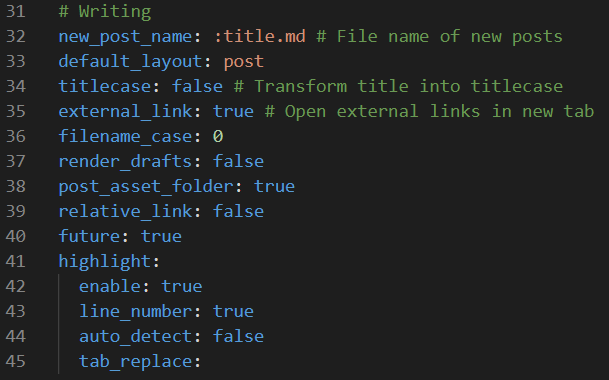 31 # Writing
32 new_post_name: :title.md # File name of new posts
33 default_layout: post
34 titlecase: false # Transform title into titlecase
35 external_link: true # Open external links in new tab
36 filename_case: 0
37 render_drafts: false
38 post_asset_folder: true
39 relative_link: false
40 future: true
41 highlight:
42   enable: true
43   line_number: true
44   auto_detect: false
45   tab_replace: